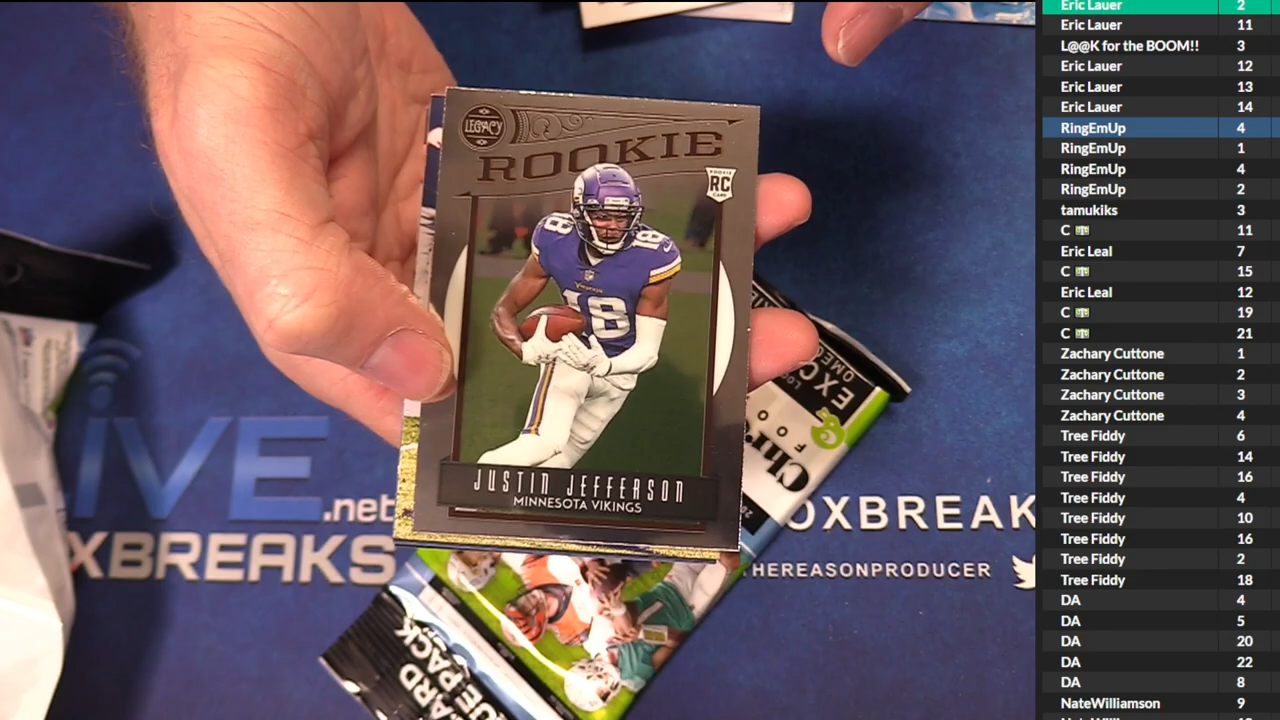 LEGACY
ROOKIE
ROOKIE
RC
CARD
18
18
VIKINGS
18
JUSTIN JEFFERSON
MINNESOTA VIKINGS
LIVE
.net
XBREAKS
OXBREAK
THEREASONPRODUCER
Eric Lauer 2
Eric Lauer 11
L@@K for the BOOM!! 3
Eric Lauer 12
Eric Lauer 13
Eric Lauer 14
RingEmUp 4
RingEmUp 1
RingEmUp 4
RingEmUp 2
tamukiks 3
C 11
Eric Leal 7
C 15
Eric Leal 12
C 19
C 21
Zachary Cuttone 1
Zachary Cuttone 2
Zachary Cuttone 3
Zachary Cuttone 4
Tree Fiddy 6
Tree Fiddy 14
Tree Fiddy 16
Tree Fiddy 4
Tree Fiddy 10
Tree Fiddy 16
Tree Fiddy 2
Tree Fiddy 18
DA 4
DA 5
DA 20
DA 22
DA 8
NateWilliamson 9